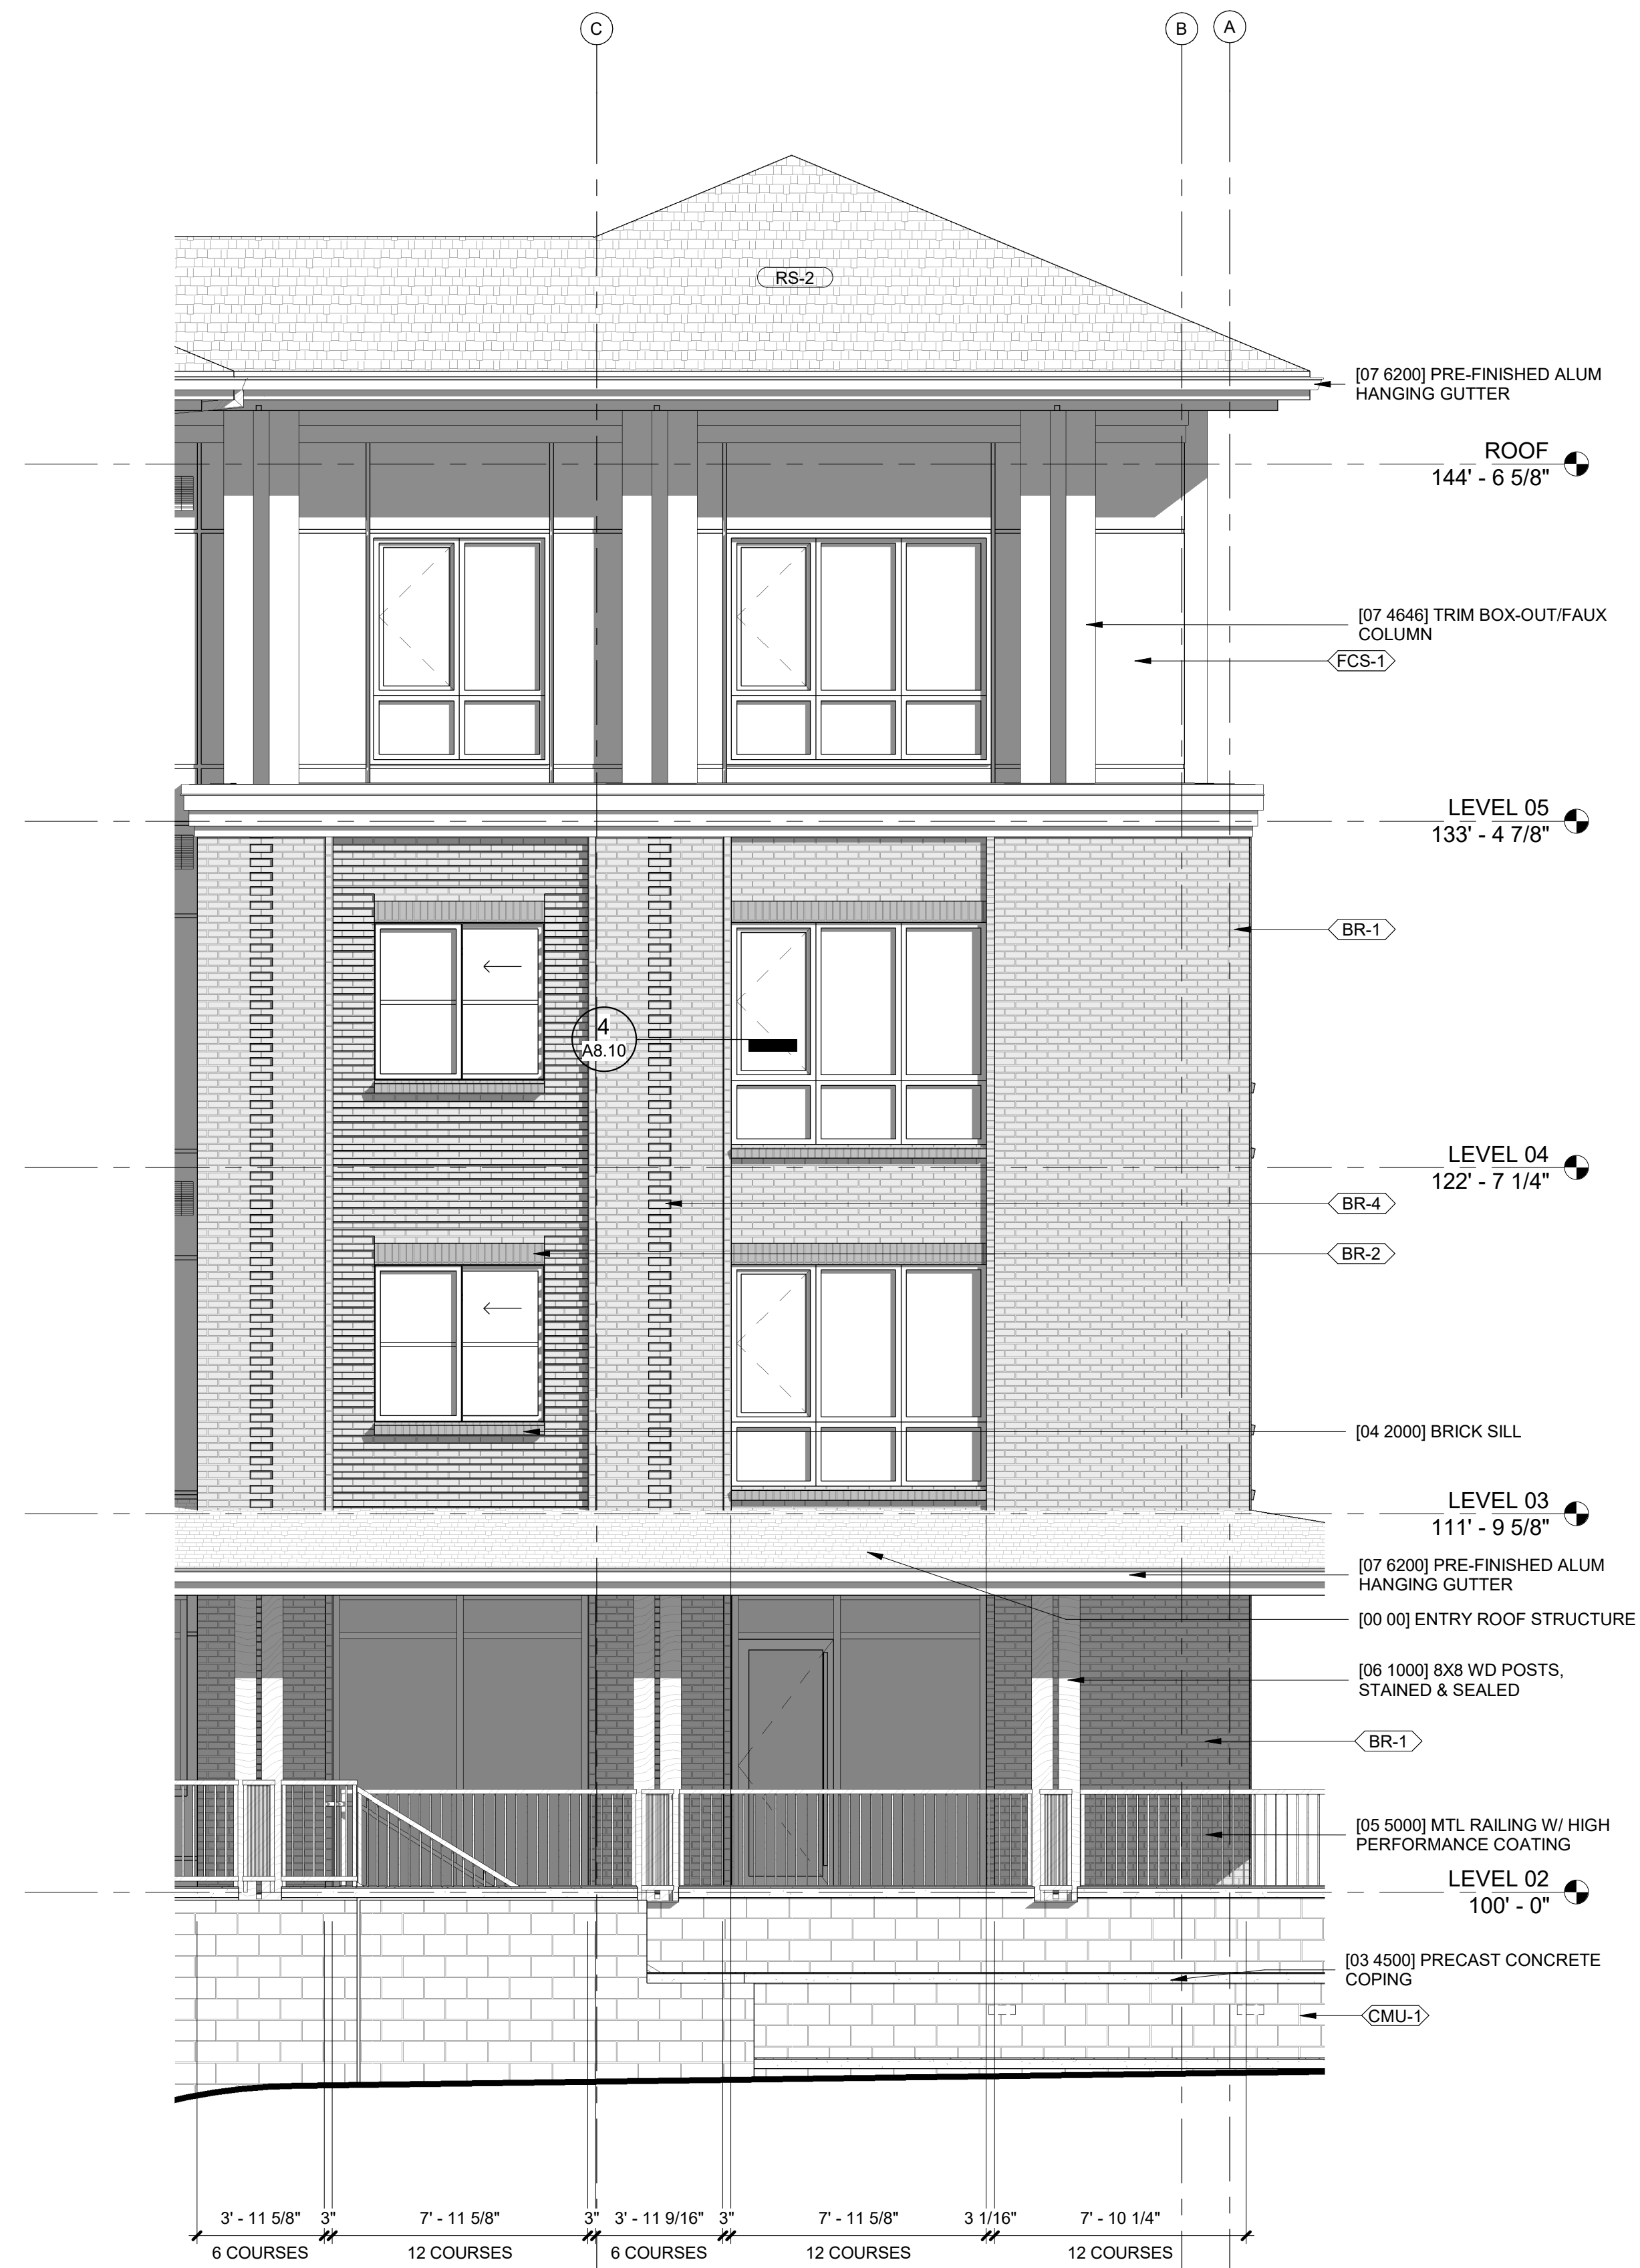 C
B
A
RS-2
[07 6200] PRE-FINISHED ALUM
HANGING GUTTER
ROOF
144' - 6 5/8"
[07 4646] TRIM BOX-OUT/FAUX
COLUMN
FCS-1
LEVEL 05
133' - 4 7/8"
BR-1
4
A8.10
LEVEL 04
122' - 7 1/4"
BR-4
BR-2
[04 2000] BRICK SILL
LEVEL 03
111' - 9 5/8"
[07 6200] PRE-FINISHED ALUM
HANGING GUTTER
[00 00] ENTRY ROOF STRUCTURE
[06 1000] 8X8 WD POSTS,
STAINED & SEALED
BR-1
[05 5000] MTL RAILING W/ HIGH
PERFORMANCE COATING
LEVEL 02
100' - 0"
[03 4500] PRECAST CONCRETE
COPING
CMU-1
3' - 11 5/8" 3" 7' - 11 5/8" 3" 3' - 11 9/16" 3" 7' - 11 5/8" 3 1/16" 7' - 10 1/4"
6 COURSES 12 COURSES 6 COURSES 12 COURSES 12 COURSES